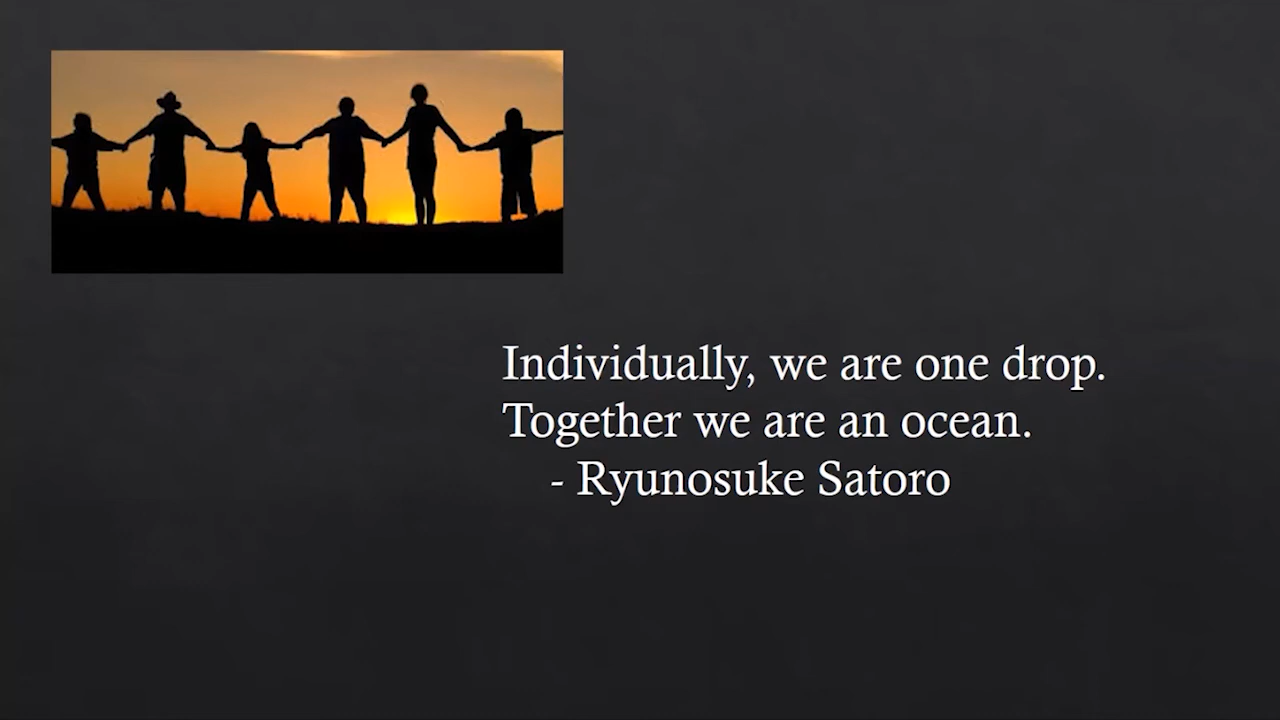 Individually, we are one drop.
Together we are an ocean.
- Ryunosuke Satoro